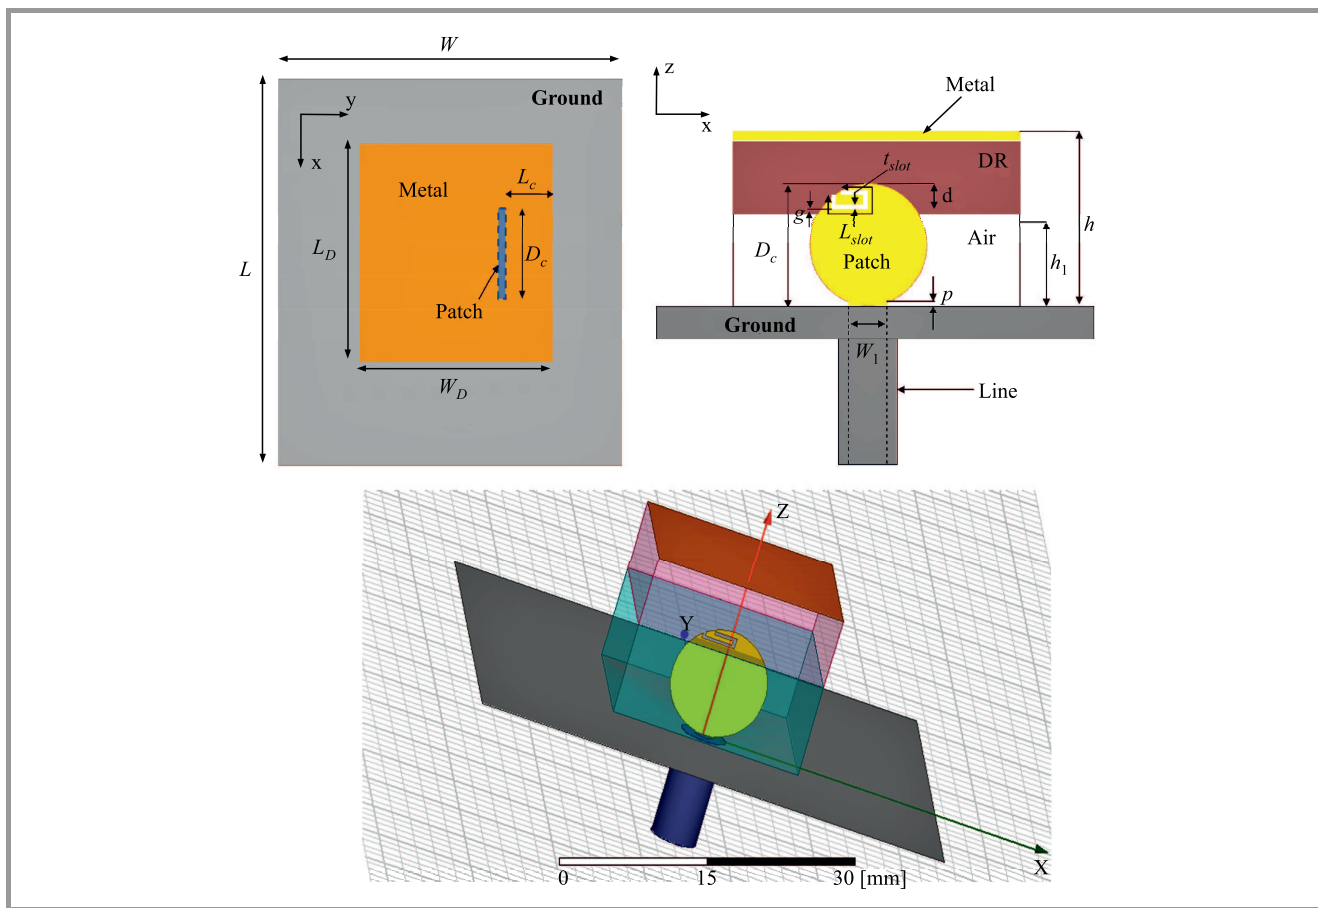 W
Ground
y
x
L_c
Metal
L_D
D_c
L
Patch
W_D
z
x
Metal
DR
t_slot
d
g
L_slot
Air
h
D_c
h_1
Patch
p
Ground
W_1
Line
Z
Y
X
0 15 30 [mm]